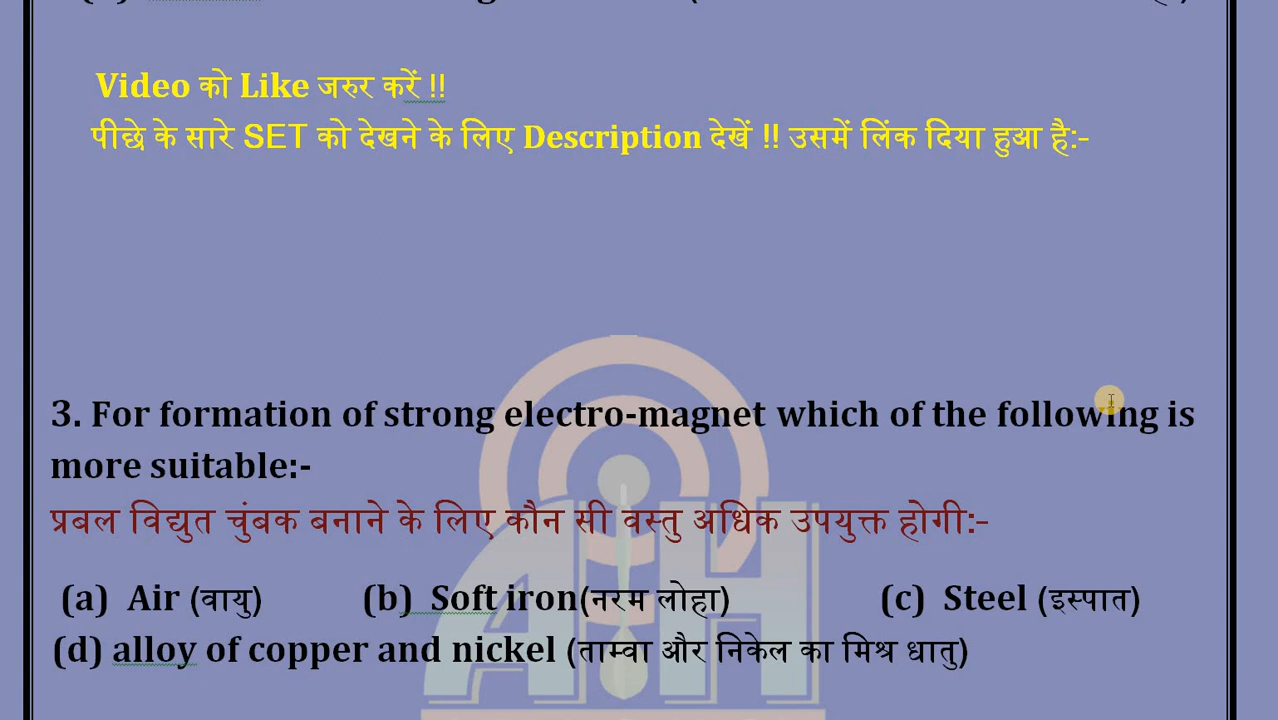 Video को Like जरुर करें !!
पीछे के सारे SET को देखने के लिए Description देखें !! उसमें लिंक दिया हुआ है:-
3. For formation of strong electro-magnet which of the following is
more suitable:-
प्रबल विद्युत चुंबक बनाने के लिए कौन सी वस्तु अधिक उपयुक्त होगी:-
(a) Air (वायु) (b) Soft iron(नरम लोहा) (c) Steel (इस्पात)
(d) alloy of copper and nickel (ताम्वा और निकेल का मिश्र धातु)